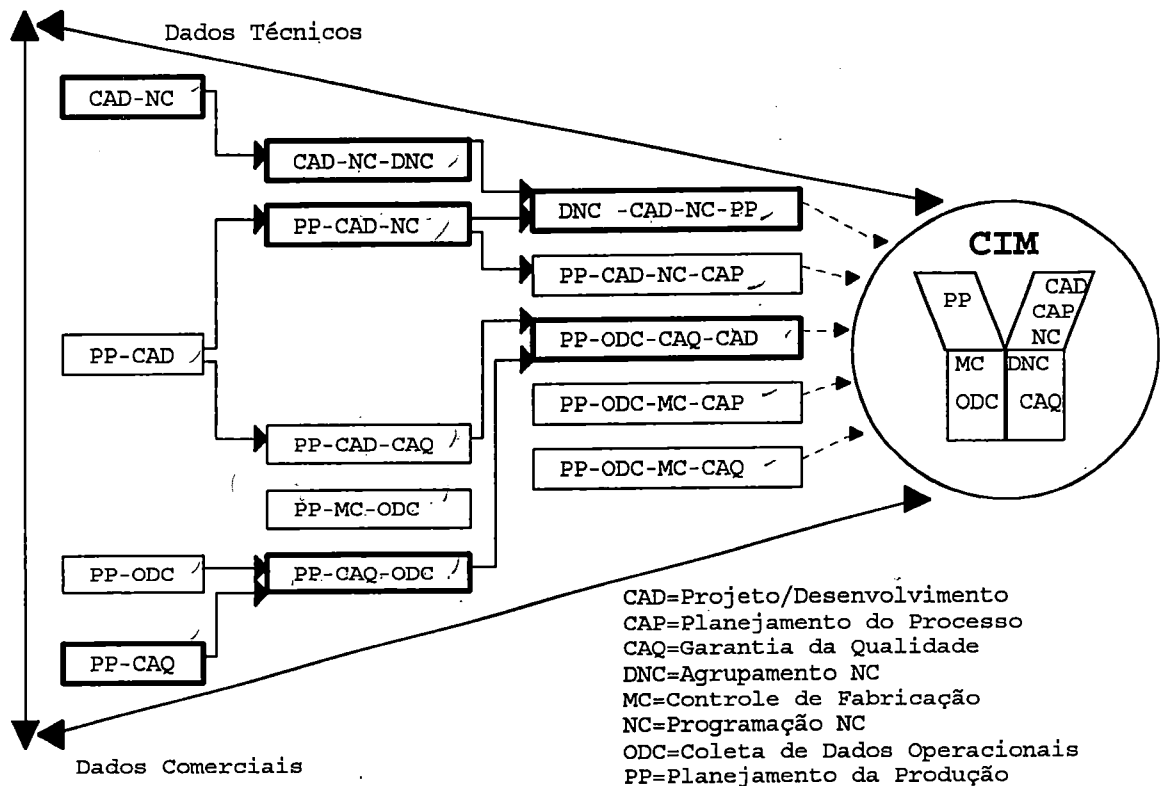 Dados Técnicos
CAD-NC
CAD-NC-DNC
DNC -CAD-NC-PP
PP-CAD-NC
CIM
PP-CAD-NC-CAP
PP
CAD
CAP
NC
PP-CAD
PP-ODC-CAQ-CAD
MC
DNC
ODC
CAQ
PP-ODC-MC-CAP
PP-CAD-CAQ
PP-ODC-MC-CAQ
PP-MC-ODC
PP-ODC
PP-CAQ-ODC
PP-CAQ
CAD=Projeto/Desenvolvimento
CAP=Planejamento do Processo
CAQ=Garantia da Qualidade
DNC=Agrupamento NC
MC=Controle de Fabricação
NC=Programação NC
ODC=Coleta de Dados Operacionais
PP=Planejamento da Produção
Dados Comerciais